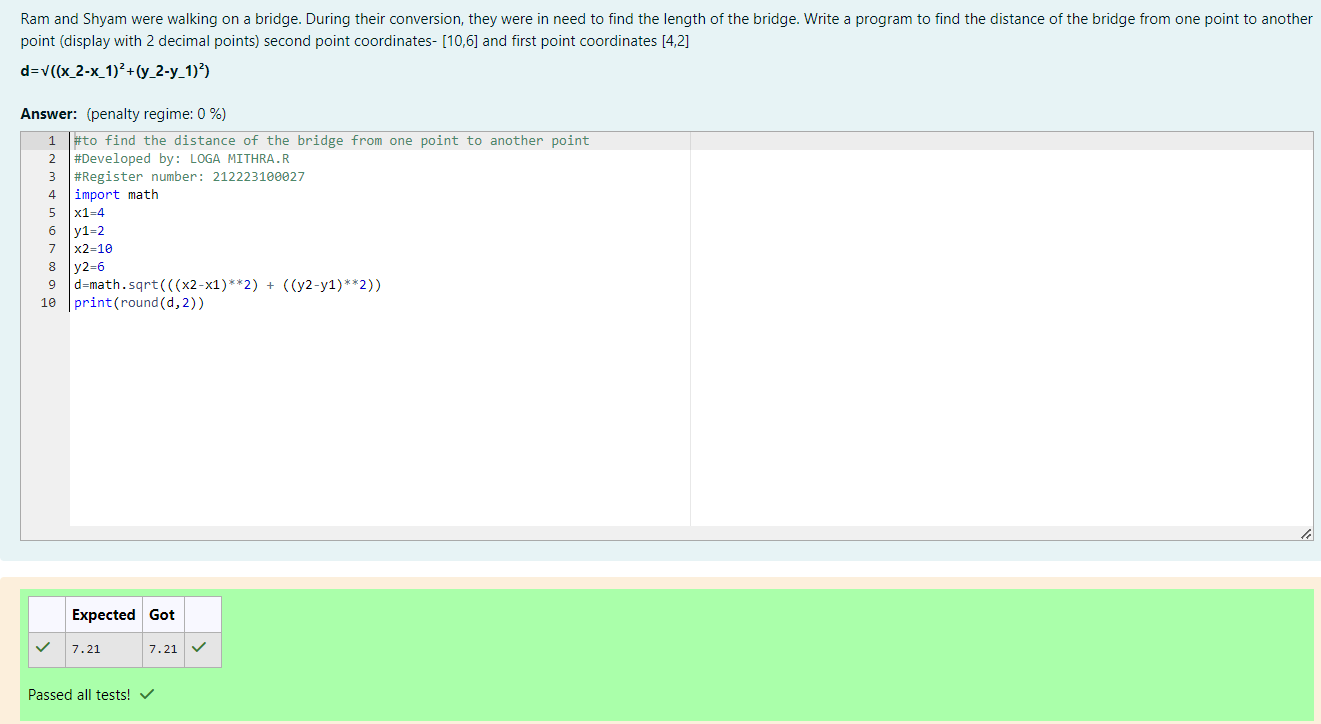 Ram and Shyam were walking on a bridge. During their conversion, they were in need to find the length of the bridge. Write a program to find the distance of the bridge from one point to another
point (display with 2 decimal points) second point coordinates- [10,6] and first point coordinates [4,2]
d=√((x_2-x_1)²+(y_2-y_1)²)
Answer: (penalty regime: 0 %)
1 #to find the distance of the bridge from one point to another point
2 #Developed by: LOGA MITHRA.R
3 #Register number: 212223100027
4 import math
5 x1=4
6 y1=2
7 x2=10
8 y2=6
9 d=math.sqrt(((x2-x1)**2) + ((y2-y1)**2))
10 print(round(d,2))
Expected Got
7.21 7.21
Passed all tests!